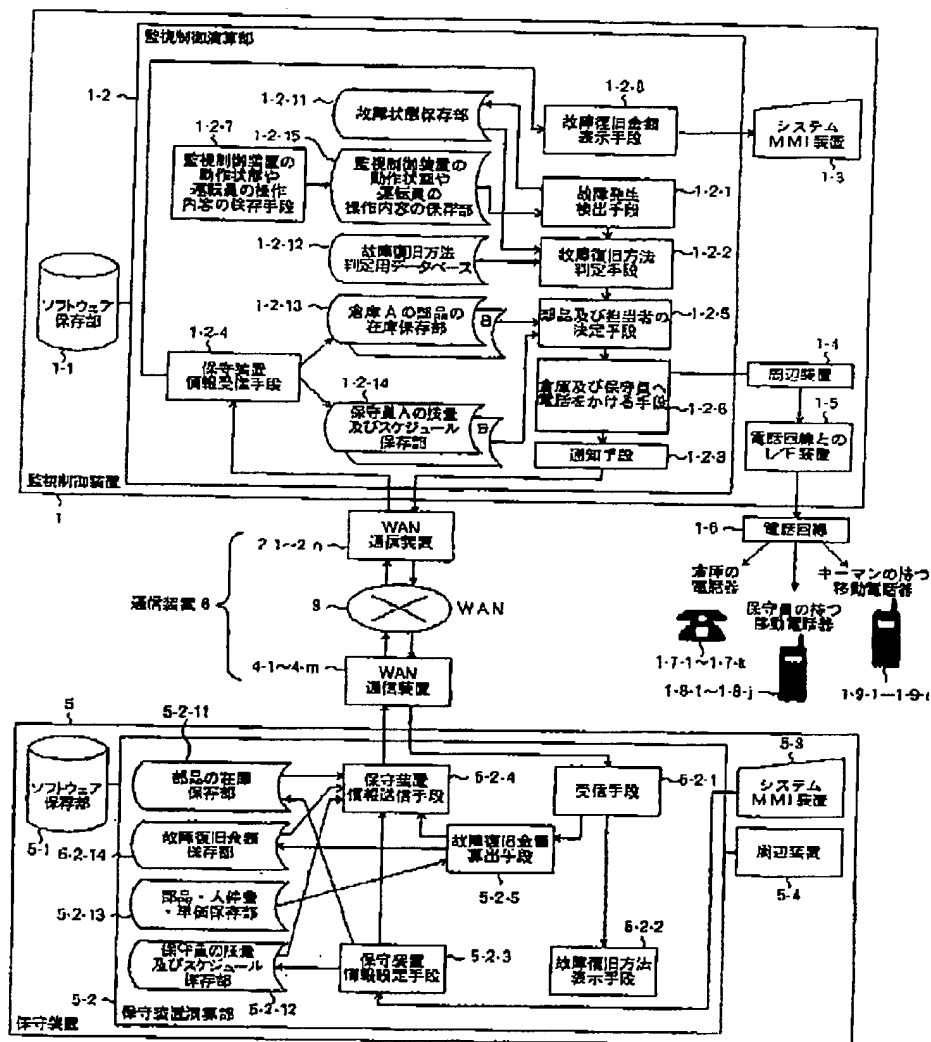 監視制御演算部
1-2
1-2-11
故障状態保存部
1-2-8
故障復旧金額
表示手段
システム
MMI装置
1-3
1-2-7
監視制御装置の
動作状態や
運転員の操作
内容の保存手段
1-2-15
監視制御装置の
動作状態や
運転員の
操作内容の保存部
故障発生
検出手段
1-2-1
1-2-12
故障復旧方法
判定用データベース
故障復旧方法
判定手段
1-2-2
ソフトウェア
保存部
1-1
1-2-13
倉庫Aの部品の
在庫保存部
B
部品及び担当者の
決定手段
1-2-5
1-2-4
保守装置
情報受信手段
1-2-14
保守員Aの技量
及びスケジュール
保存部
B
倉庫及び保守員へ
電話をかける手段
1-2-6
1-4
周辺装置
1-5
電話回線との
I/F装置
通知手段
1-2-3
監視制御装置
1
1-6
電話回線
倉庫の
電話器
1-7-1〜1-7-k
保守員の持つ
移動電話器
1-8-1〜1-8-j
キーマンの持つ
移動電話器
WAN
通信装置
2-1〜2-n
通信装置6
WAN
4-1〜4-m
WAN
通信装置
5
ソフトウェア
保存部
5-1
5-2-11
部品の在庫
保存部
保守装置
情報送信手段
5-2-4
受信手段
5-2-1
5-3
システム
MMI装置
故障復旧金額
保存部
5-2-14
故障復旧金額
算出手段
5-2-5
周辺装置
5-4
部品・人件費
・単価保存部
5-2-13
保守員の技量
及びスケジュール
保存部
5-2-12
保守装置
情報設定手段
5-2-3
5-2-2
故障復旧方法
表示手段
5-2
保守装置演算部
保守装置